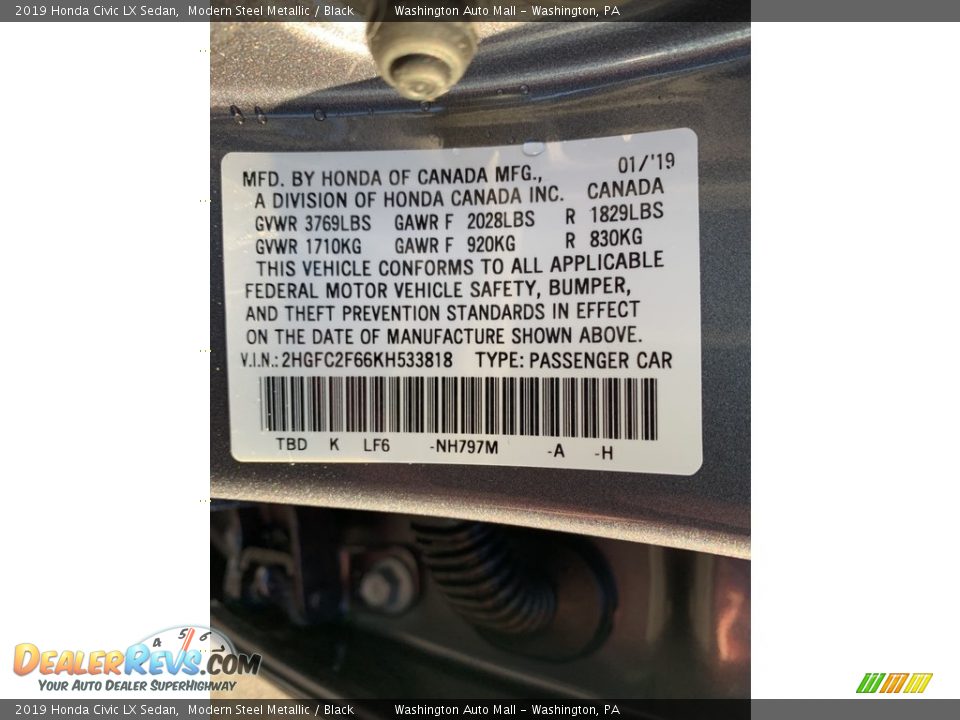 2019 Honda Civic LX Sedan, Modern Steel Metallic / Black Washington Auto Mall - Washington, PA
MFD. BY HONDA OF CANADA MFG., 01/'19
A DIVISION OF HONDA CANADA INC. CANADA
GVWR 3769LBS GAWR F 2028LBS R 1829LBS
GVWR 1710KG GAWR F 920KG R 830KG
THIS VEHICLE CONFORMS TO ALL APPLICABLE
FEDERAL MOTOR VEHICLE SAFETY, BUMPER,
AND THEFT PREVENTION STANDARDS IN EFFECT
ON THE DATE OF MANUFACTURE SHOWN ABOVE.
V.I.N.: 2HGFC2F66KH533818 TYPE: PASSENGER CAR
TBD K LF6 -NH797M -A -H
4 5 6 7
DEALERREVS.COM
YOUR AUTO DEALER SUPERHIGHWAY
2019 Honda Civic LX Sedan, Modern Steel Metallic / Black Washington Auto Mall - Washington, PA